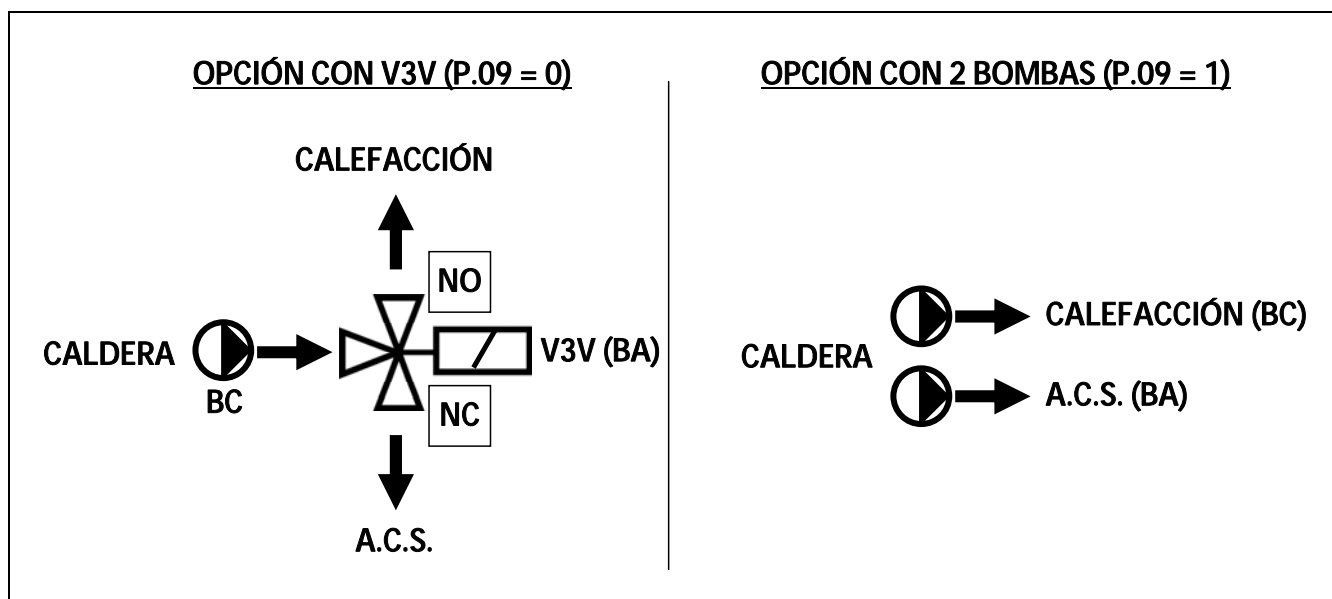 OPCIÓN CON V3V (P.09 = 0)
CALEFACCIÓN
NO
CALDERA
BC
V3V (BA)
NC
A.C.S.
OPCIÓN CON 2 BOMBAS (P.09 = 1)
CALDERA
CALEFACCIÓN (BC)
A.C.S. (BA)